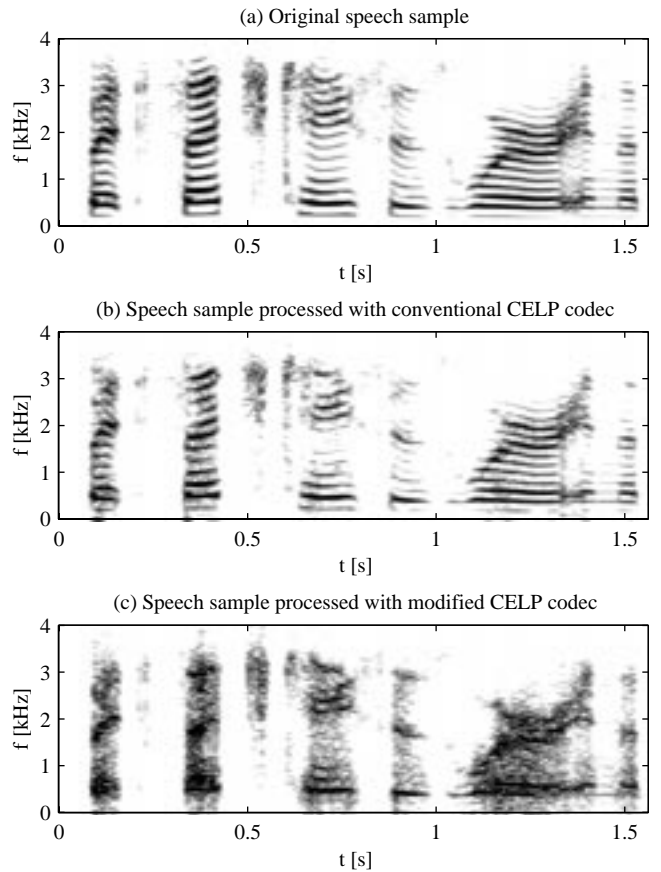 (a) Original speech sample
4
3
2
1
0
f [kHz]
0 0.5 1 1.5
t [s]
(b) Speech sample processed with conventional CELP codec
4
3
2
1
0
f [kHz]
0 0.5 1 1.5
t [s]
(c) Speech sample processed with modified CELP codec
4
3
2
1
0
f [kHz]
0 0.5 1 1.5
t [s]